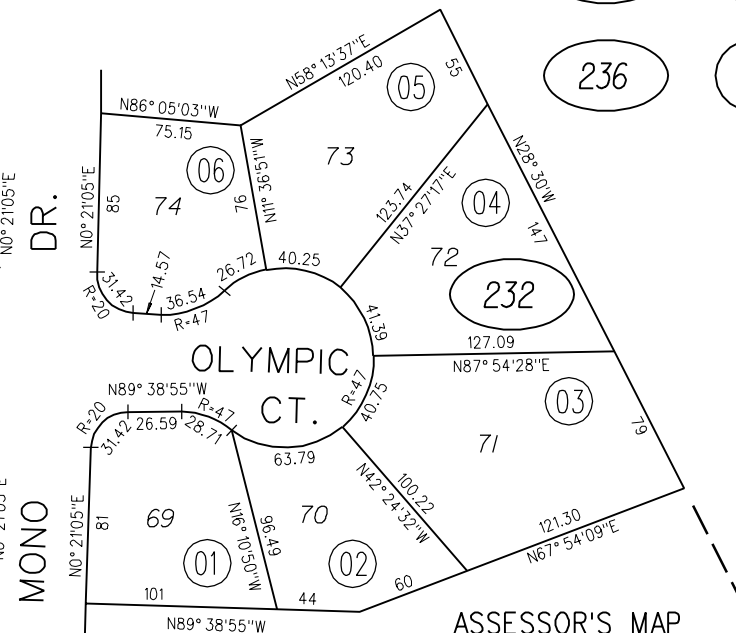 N58° 13'37"E
120.40
05
55
236
N86° 05'03"W
75.15
06
N11° 36'51"W
76
73
N0° 21'05"E
N0° 21'05"E
85
74
DR.
N28° 30'W
123.74
N37° 27'17"E
04
147
72
232
14.57
26.72
40.25
31.42
R=20
36.54
R=47
41.39
127.09
N87° 54'28"E
OLYMPIC
CT.
N89° 38'55"W
R=20
31.42
26.59
R=47
28.71
63.79
R=47
40.75
03
71
79
N42° 24'32"W
100.22
121.30
N67° 54'09"E
MONO
N0° 21'05"E
81
69
01
N16° 10'50"W
96.49
70
02
60
101
44
N89° 38'55"W
ASSESSOR'S MAP